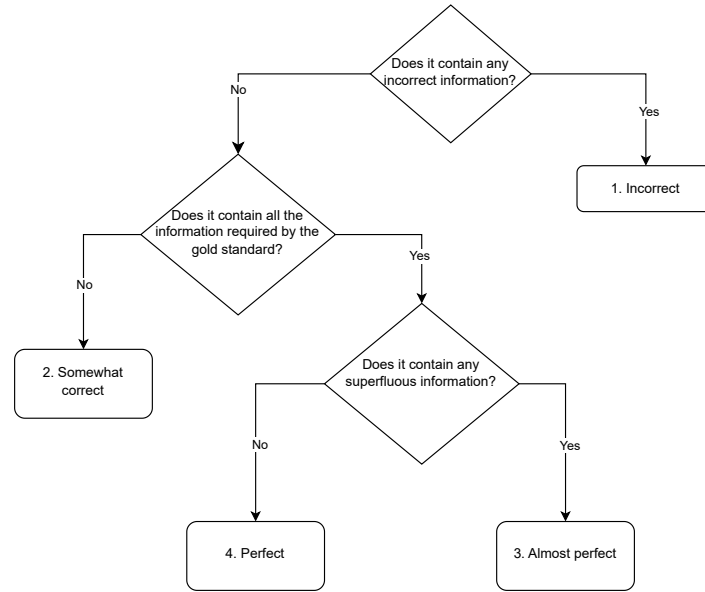 Does it contain any
incorrect information?
No
Yes
1. Incorrect
Does it contain all the
information required by the
gold standard?
No
Yes
2. Somewhat
correct
Does it contain any
superfluous information?
No
Yes
4. Perfect
3. Almost perfect